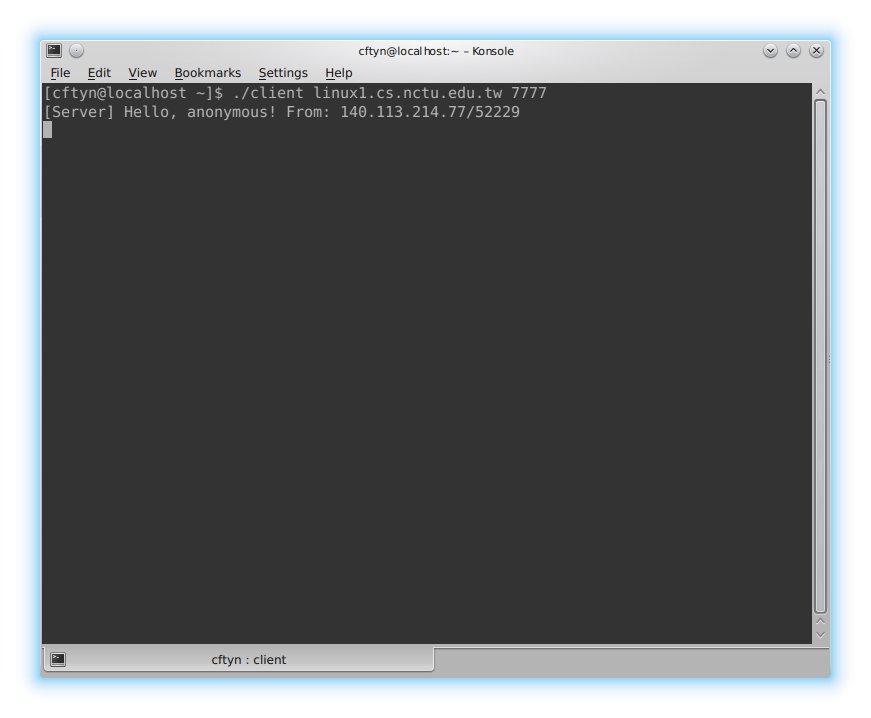 cftyn@localhost:~ – Konsole
File Edit View Bookmarks Settings Help
[cftyn@localhost ~]$ ./client linux1.cs.nctu.edu.tw 7777
[Server] Hello, anonymous! From: 140.113.214.77/52229
cftyn : client